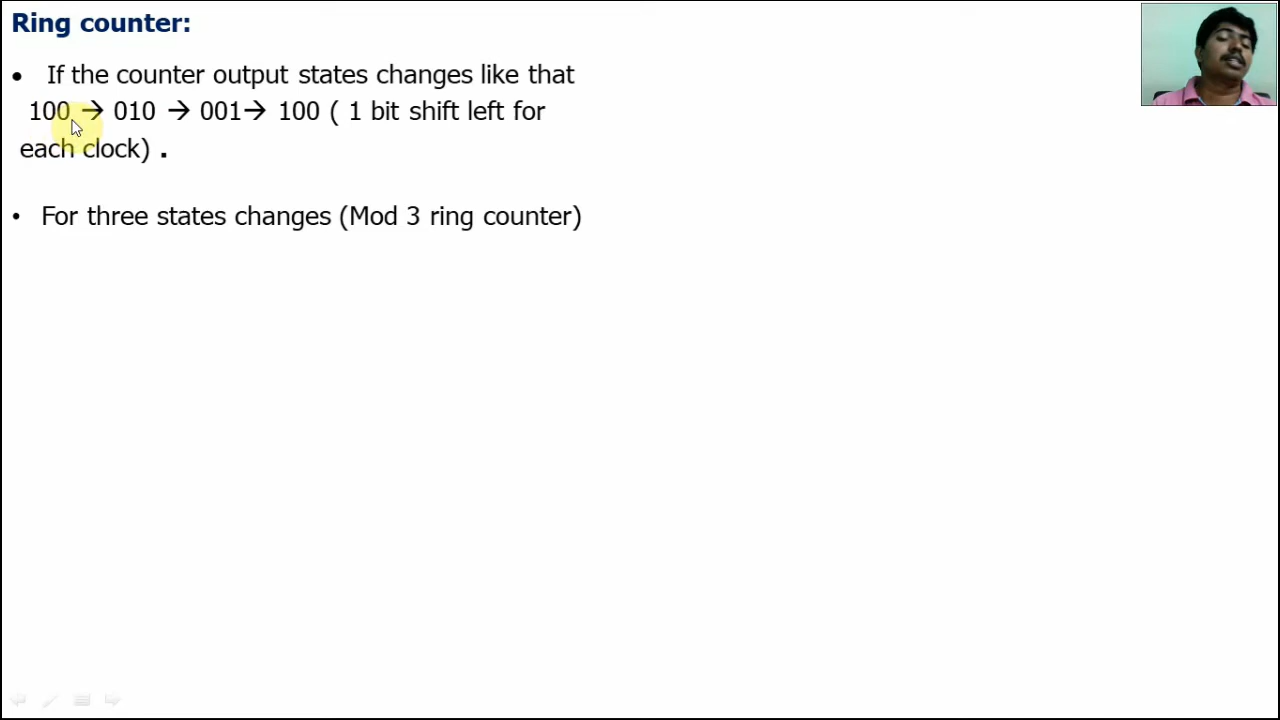 Ring counter:
• If the counter output states changes like that
100 → 010 → 001→ 100 ( 1 bit shift left for
each clock) .
• For three states changes (Mod 3 ring counter)